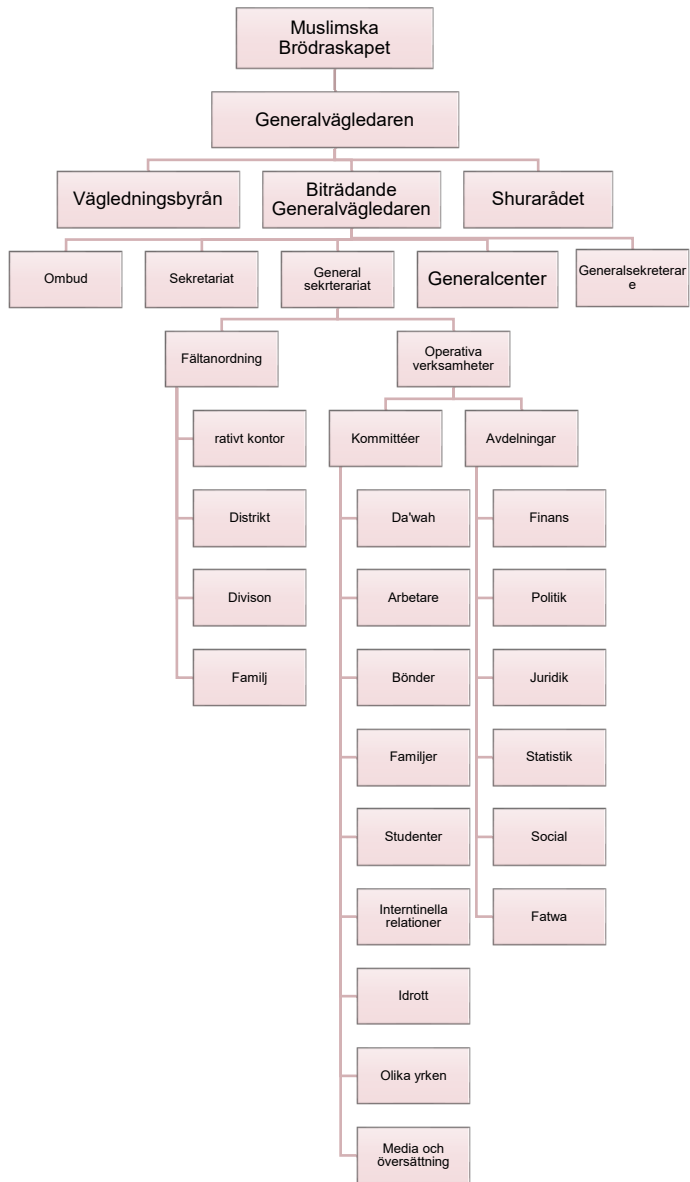 Muslimska
Brödraskapet
Generalvägledaren
Vägledningsbyrån
Biträdande
Generalvägledaren
Shurarådet
Ombud
Sekretariat
General
sekrterariat
Generalcenter
Generalsekreterar
e
Fältanordning
Operativa
verksamheter
rativt kontor
Kommittéer
Avdelningar
Distrikt
Da'wah
Finans
Divison
Arbetare
Politik
Familj
Bönder
Juridik
Familjer
Statistik
Studenter
Social
Interntinella
relationer
Fatwa
Idrott
Olika yrken
Media och
översättning